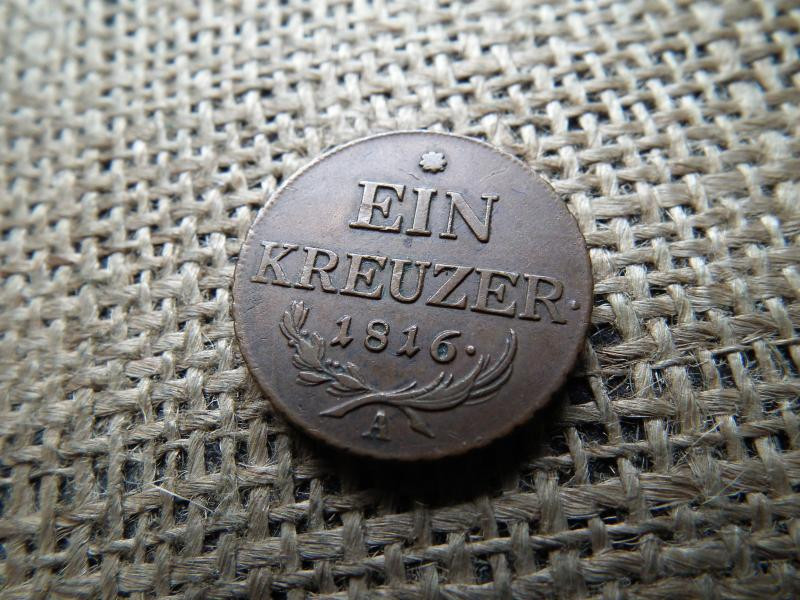 EIN
KREUZER.
1816.
A